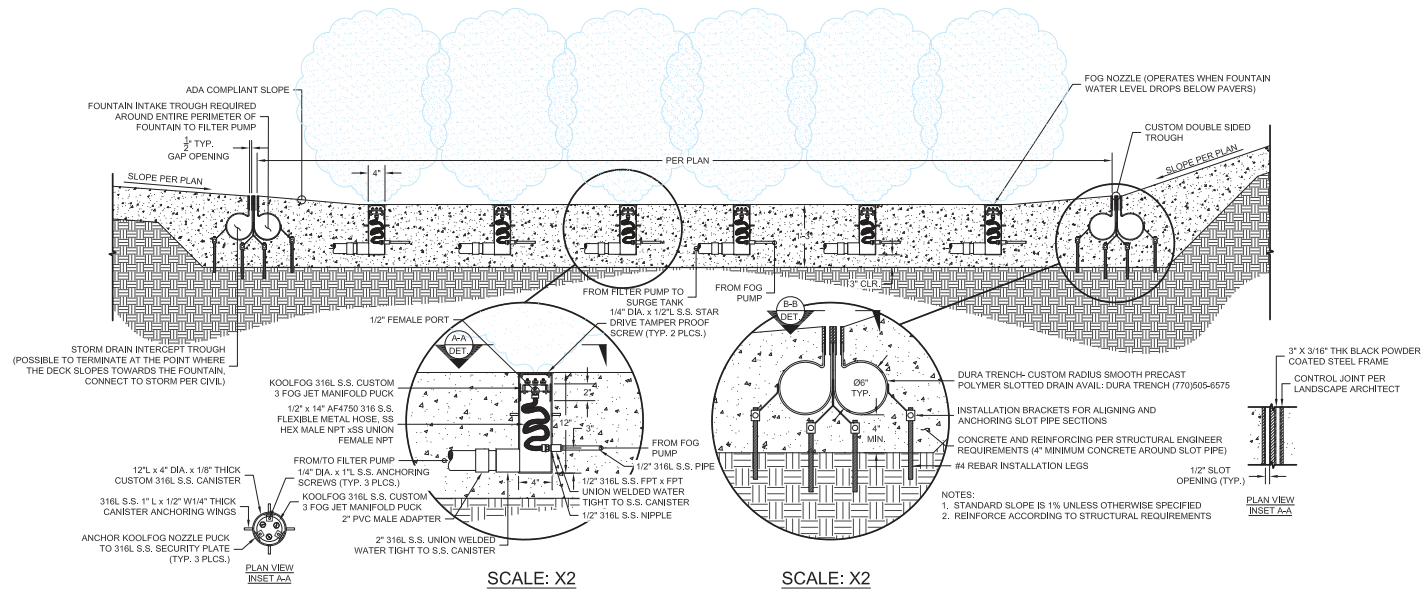 ADA COMPLIANT SLOPE
FOUNTAIN INTAKE TROUGH REQUIRED
AROUND ENTIRE PERIMETER OF
FOUNTAIN TO FILTER PUMP
1/2" TYP.
GAP OPENING
SLOPE PER PLAN
4"
PER PLAN
FOG NOZZLE (OPERATES WHEN FOUNTAIN
WATER LEVEL DROPS BELOW PAVERS)
CUSTOM DOUBLE SIDED
TROUGH
SLOPE PER PLAN
3" CLR.
FROM FILTER PUMP TO
SURGE TANK
FROM FOG
PUMP
STORM DRAIN INTERCEPT TROUGH
(POSSIBLE TO TERMINATE AT THE POINT WHERE
THE DECK SLOPES TOWARDS THE FOUNTAIN,
CONNECT TO STORM PER CIVIL)
1/2" FEMALE PORT
1/4" DIA. x 1/2"L S.S. STAR
DRIVE TAMPER PROOF
SCREW (TYP. 2 PLCS.)
A-A
DET.
KOOLFOG 316L S.S. CUSTOM
3 FOG JET MANIFOLD PUCK
1/2" x 14" AF4750 316 S.S.
FLEXIBLE METAL HOSE, SS
HEX MALE NPT xSS UNION
FEMALE NPT
2"
12"
3"
4"
FROM FOG
PUMP
1/2" 316L S.S. PIPE
FROM/TO FILTER PUMP
1/4" DIA. x 1"L S.S. ANCHORING
SCREWS (TYP. 3 PLCS.)
KOOLFOG 316L S.S. CUSTOM
3 FOG JET MANIFOLD PUCK
2" PVC MALE ADAPTER
1/2" 316L S.S. FPT x FPT
UNION WELDED WATER
TIGHT TO S.S. CANISTER
1/2" 316L S.S. NIPPLE
2" 316L S.S. UNION WELDED
WATER TIGHT TO S.S. CANISTER
SCALE: X2
12"L x 4" DIA. x 1/8" THICK
CUSTOM 316L S.S. CANISTER
316L S.S. 1" L x 1/2" W1/4" THICK
CANISTER ANCHORING WINGS
ANCHOR KOOLFOG NOZZLE PUCK
TO 316L S.S. SECURITY PLATE
(TYP. 3 PLCS.)
PLAN VIEW
INSET A-A
B-B
DET.
Ø6"
TYP.
4"
MIN.
DURA TRENCH- CUSTOM RADIUS SMOOTH PRECAST
POLYMER SLOTTED DRAIN AVAIL: DURA TRENCH (770)505-6575
INSTALLATION BRACKETS FOR ALIGNING AND
ANCHORING SLOT PIPE SECTIONS
CONCRETE AND REINFORCING PER STRUCTURAL ENGINEER
REQUIREMENTS (4" MINIMUM CONCRETE AROUND SLOT PIPE)
#4 REBAR INSTALLATION LEGS
NOTES:
1. STANDARD SLOPE IS 1% UNLESS OTHERWISE SPECIFIED
2. REINFORCE ACCORDING TO STRUCTURAL REQUIREMENTS
SCALE: X2
3" X 3/16" THK BLACK POWDER
COATED STEEL FRAME
CONTROL JOINT PER
LANDSCAPE ARCHITECT
1/2" SLOT
OPENING (TYP.)
PLAN VIEW
INSET A-A